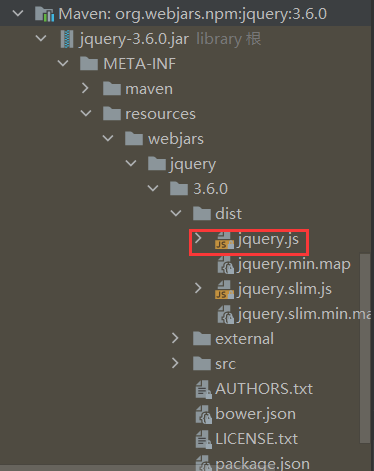 Maven: org.webjars.npm:jquery:3.6.0
jquery-3.6.0.jar library 根
META-INF
maven
resources
webjars
jquery
3.6.0
dist
jquery.js
jquery.min.map
jquery.slim.js
jquery.slim.min.ma
external
src
AUTHORS.txt
bower.json
LICENSE.txt
package.json